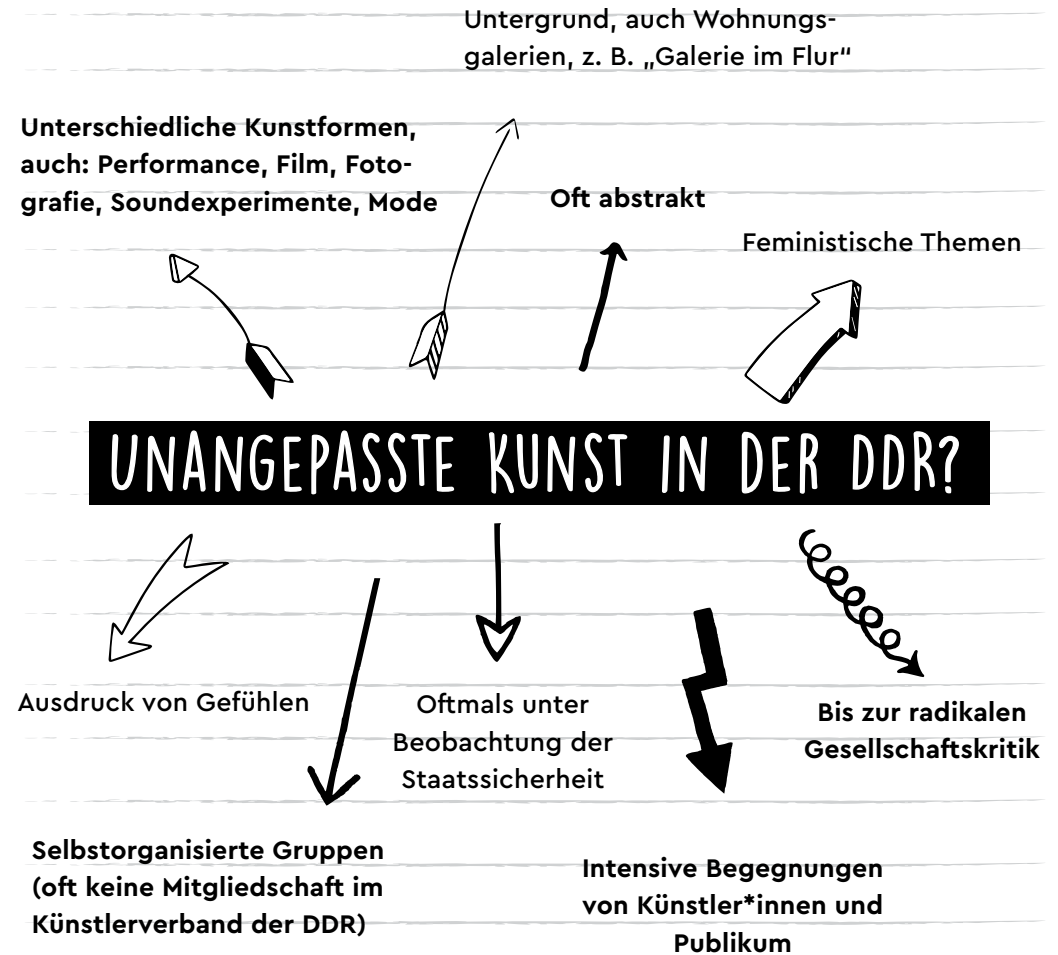 Untergrund, auch Wohnungs-
galerien, z. B. „Galerie im Flur“
Unterschiedliche Kunstformen,
auch: Performance, Film, Foto-
grafie, Soundexperimente, Mode
Oft abstrakt
Feministische Themen
UNANGEPASSTE KUNST IN DER DDR?
Ausdruck von Gefühlen
Oftmals unter
Beobachtung der
Staatssicherheit
Bis zur radikalen
Gesellschaftskritik
Selbstorganisierte Gruppen
(oft keine Mitgliedschaft im
Künstlerverband der DDR)
Intensive Begegnungen
von Künstler*innen und
Publikum